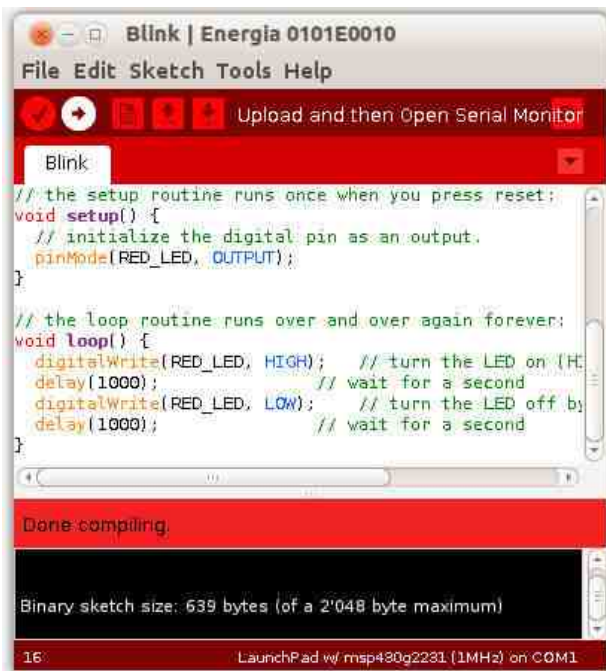 Blink | Energia 0101E0010
File Edit Sketch Tools Help
Upload and then Open Serial Monitor
Blink
// the setup routine runs once when you press reset:
void setup() {
  // initialize the digital pin as an output.
  pinMode(RED_LED, OUTPUT);
}
// the loop routine runs over and over again forever:
void loop() {
  digitalWrite(RED_LED, HIGH);   // turn the LED on (HI
  delay(1000);               // wait for a second
  digitalWrite(RED_LED, LOW);    // turn the LED off by
  delay(1000);               // wait for a second
}
Done compiling.
Binary sketch size: 639 bytes (of a 2'048 byte maximum)
16 LaunchPad w/ msp430g2231 (1MHz) on COM1